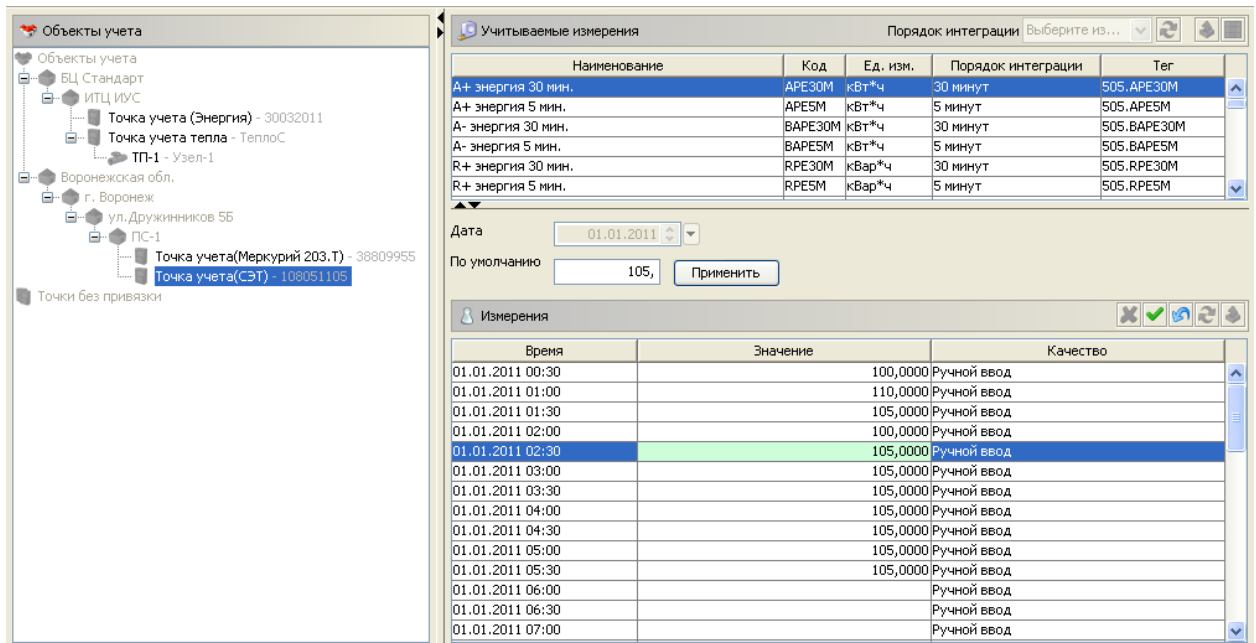 Объекты учета
Объекты учета
БЦ Стандарт
ИТЦ ИУС
Точка учета (Энергия) - 30032011
Точка учета тепла - ТеплоС
ТП-1 - Узел-1
Воронежская обл.
г. Воронеж
ул.Дружинников 5Б
ПС-1
Точка учета(Меркурий 203.Т) - 38809955
Точка учета(СЭТ) - 108051105
Точки без привязки
Учитываемые измерения Порядок интеграции Выберите из...
Наименование Код Ед. изм. Порядок интеграции Тег
А+ энергия 30 мин. APE30M кВт*ч 30 минут 505.APE30M
А+ энергия 5 мин. APE5M кВт*ч 5 минут 505.APE5M
А- энергия 30 мин. BAPE30M кВт*ч 30 минут 505.BAPE30M
А- энергия 5 мин. BAPE5M кВт*ч 5 минут 505.BAPE5M
R+ энергия 30 мин. RPE30M кВар*ч 30 минут 505.RPE30M
R+ энергия 5 мин. RPE5M кВар*ч 5 минут 505.RPE5M
Дата 01.01.2011
По умолчанию 105, Применить
Измерения
Время Значение Качество
01.01.2011 00:30 100,0000 Ручной ввод
01.01.2011 01:00 110,0000 Ручной ввод
01.01.2011 01:30 105,0000 Ручной ввод
01.01.2011 02:00 100,0000 Ручной ввод
01.01.2011 02:30 105,0000 Ручной ввод
01.01.2011 03:00 105,0000 Ручной ввод
01.01.2011 03:30 105,0000 Ручной ввод
01.01.2011 04:00 105,0000 Ручной ввод
01.01.2011 04:30 105,0000 Ручной ввод
01.01.2011 05:00 105,0000 Ручной ввод
01.01.2011 05:30 105,0000 Ручной ввод
01.01.2011 06:00 Ручной ввод
01.01.2011 06:30 Ручной ввод
01.01.2011 07:00 Ручной ввод